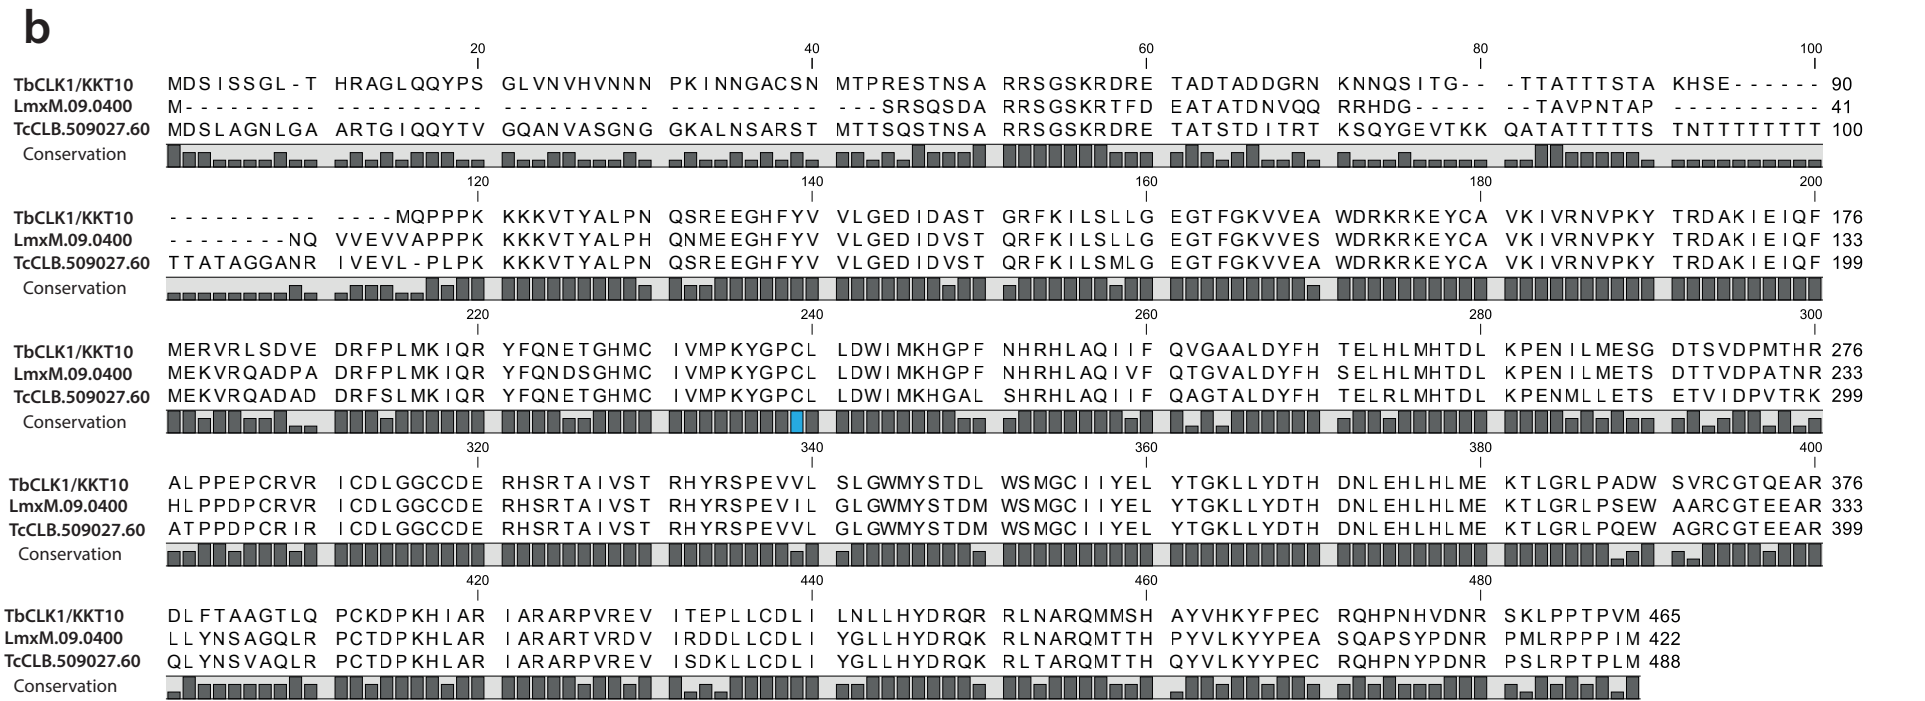 b
20 40 60 80 100
TbCLK1/KKT10 MDSISSGL-T HRAGLQQYPS GLVNVHVNNN PKINNGACSN MTPRESTNSA RRSGSKRDRE TADTADDGRN KNNQSITG-- -TTATTTSTA KHSE------ 90
LmxM.09.0400 M--------- ---------- ---------- ---------- ---SRSQSDA RRSGSKRTFD EATATDNVQQ RRHDG----- --TAVPNTAP ---------- 41
TcCLB.509027.60 MDSLAGNLGA ARTGIQQYTV GQANVASGNG GKALNSARST MTTSQSTNSA RRSGSKRDRE TATSTDITRT KSQYGEVTKK QATATTTTTS TNTTTTTTTT 100
Conservation
120 140 160 180 200
TbCLK1/KKT10 ---------- ----MQPPPK KKKVTYALPN QSREEGHFYV VLGEDIDAST GRFKILSLLG EGTFGKVVEA WDRKRKEYCA VKIVRNVPKY TRDAKIEIQF 176
LmxM.09.0400 --------NQ VVEVVAPPPK KKKVTYALPH QNMEEGHFYV VLGEDIDVST QRFKILSLLG EGTFGKVVES WDRKRKEYCA VKIVRNVPKY TRDAKIEIQF 133
TcCLB.509027.60 TTATAGGANR IVEVL-PLPK KKKVTYALPN QSREEGHFYV VLGEDIDVST QRFKILSMLG EGTFGKVVEA WDRKRKEYCA VKIVRNVPKY TRDAKIEIQF 199
Conservation
220 240 260 280 300
TbCLK1/KKT10 MERVRLSDVE DRFPLMKIQR YFQNETGHMC IVMPKYGPCL LDWIMKHGPF NHRHLAQIIF QVGAALDYFH TELHLMHTDL KPENILMESG DTSVDPMTHR 276
LmxM.09.0400 MEKVRQADPA DRFPLMKIQR YFQNDSGHMC IVMPKYGPCL LDWIMKHGPF NHRHLAQIVF QTGVALDYFH SELHLMHTDL KPENILMETS DTTVDPATNR 233
TcCLB.509027.60 MEKVRQADAD DRFSLMKIQR YFQNETGHMC IVMPKYGPCL LDWIMKHGAL SHRHLAQIIF QAGTALDYFH TELRLMHTDL KPENMLLETS ETVIDPVTRK 299
Conservation
320 340 360 380 400
TbCLK1/KKT10 ALPPEPCRVR ICDLGGCCDE RHSRTAIVST RHYRSPEVVL SLGWMYSTDL WSMGCIIYEL YTGKLLYDTH DNLEHLHLME KTLGRLPADW SVRCGTQEAR 376
LmxM.09.0400 HLPPDPCRVR ICDLGGCCDE RHSRTAIVST RHYRSPEVIL SLGWMYSTDM WSMGCIIYEL YTGKLLYDTH DNLEHLHLME KTLGRLPADW AARCGTEEAR 333
TcCLB.509027.60 ATPPDPCRIR ICDLGGCCDE RHSRTAIVST RHYRSPEVVL GLGWMYSTDM WSMGCIIYEL YTGKLLYDTH DNLEHLHLME KTLGRLPQEW AGRCGTEEAR 399
Conservation
420 440 460 480
TbCLK1/KKT10 DLFTAAGTLQ PCKDPKHIAR IARARPVREV ITEPLLCDLI LNLLHYDRQR RLNARQMMSH AYVHKYFPEC RQHPNHVDNR SKLPPTPVM 465
LmxM.09.0400 LLYNSAGQLR PCTDPKHLAR IARARTVRDV IRDDLLCDLI YGLLHYDRQK RLNARQMTTH PYVLKYYPEA SQAPSYPDNR PMLRPPPIM 422
TcCLB.509027.60 QLYNSVAQLR PCTDPKHLAR IARARPVREV ISDKLLCDLI YGLLHYDRQK RLTARQMTTH QYVLKYYPEC RQHPNYPDNR PSLRPTPLM 488
Conservation